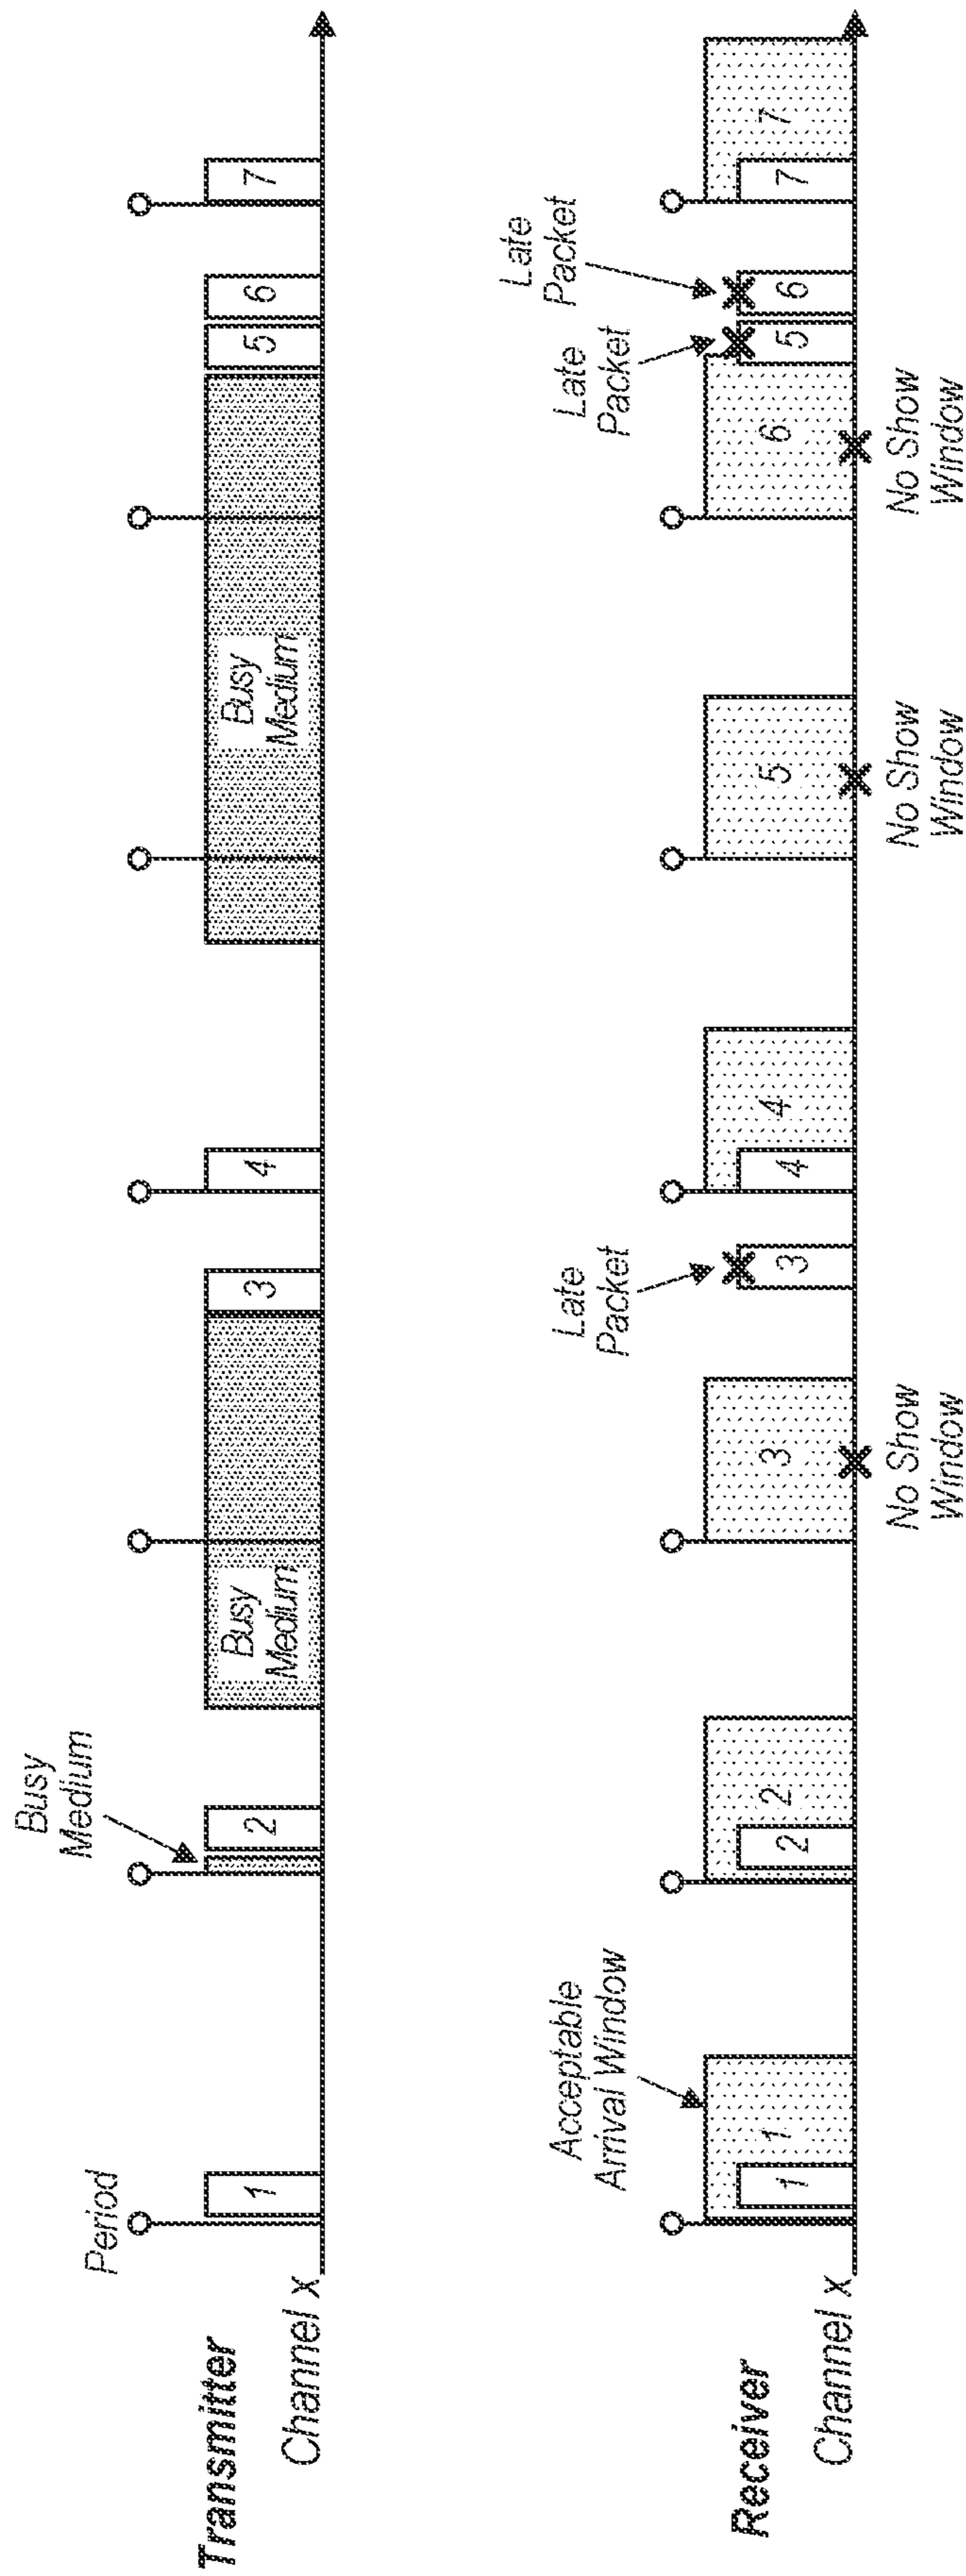 Transmitter
Channel x
Period
1
Busy
Medium
2
Busy
Medium
3
4
Busy
Medium
5
6
7
Receiver
Channel x
Acceptable
Arrival Window
1
1
2
2
3
No Show
Window
Late
Packet
3
4
4
5
No Show
Window
6
No Show
Window
Late
Packet
5
Late
Packet
6
7
7